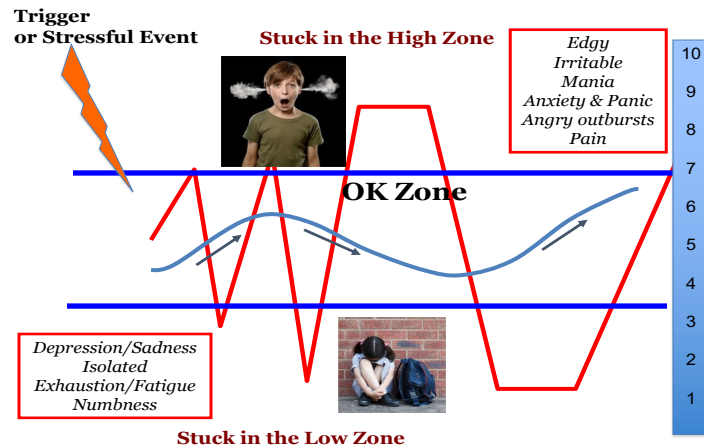 Trigger
or Stressful Event
Stuck in the High Zone
Edgy
Irritable
Mania
Anxiety & Panic
Angry outbursts
Pain
10
9
8
7
6
5
4
3
2
1
OK Zone
Depression/Sadness
Isolated
Exhaustion/Fatigue
Numbness
Stuck in the Low Zone